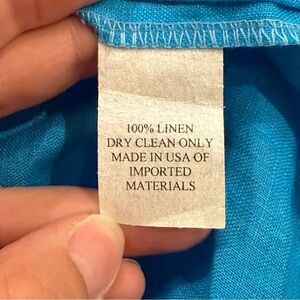 100% LINEN
DRY CLEAN ONLY
MADE IN USA OF
IMPORTED
MATERIALS